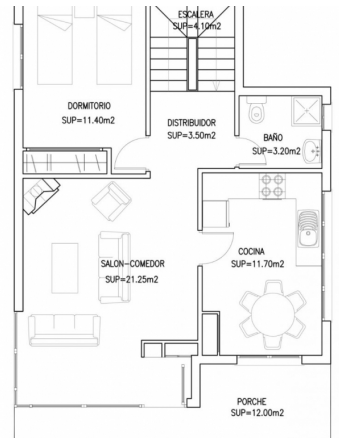 ESCALERA
SUP=4.10m2
DORMITORIO
SUP=11.40m2
DISTRIBUIDOR
SUP=3.50m2
BAÑO
SUP=3.20m2
SALON-COMEDOR
SUP=21.25m2
COCINA
SUP=11.70m2
PORCHE
SUP=12.00m2